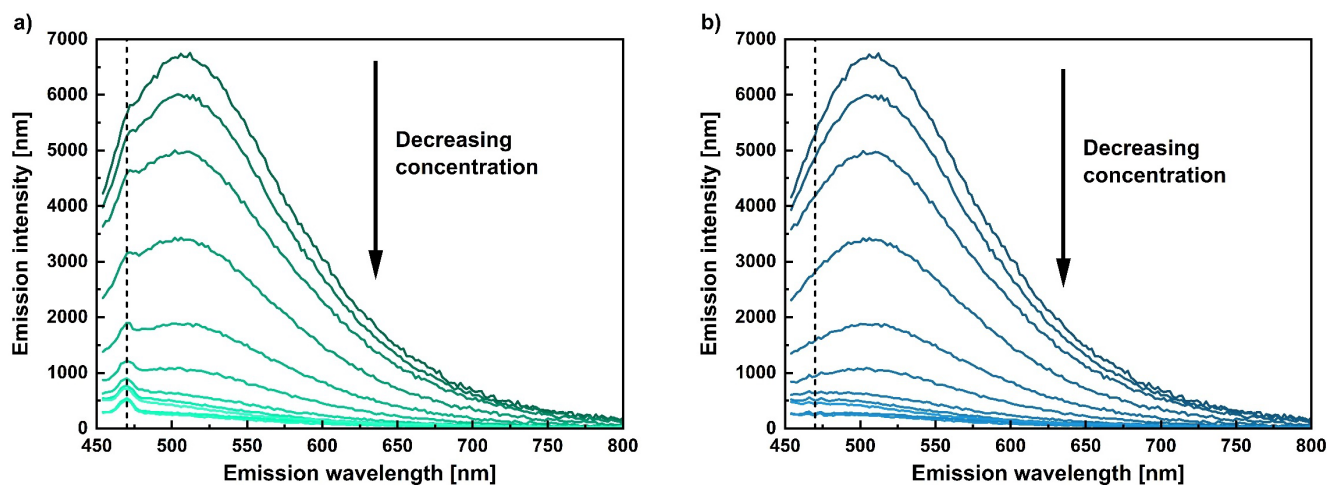 a)
7000
6000
5000
4000
3000
2000
1000
0
Emission intensity [nm]
Decreasing
concentration
450 500 550 600 650 700 750 800
Emission wavelength [nm]
b)
7000
6000
5000
4000
3000
2000
1000
0
Emission intensity [nm]
Decreasing
concentration
450 500 550 600 650 700 750 800
Emission wavelength [nm]